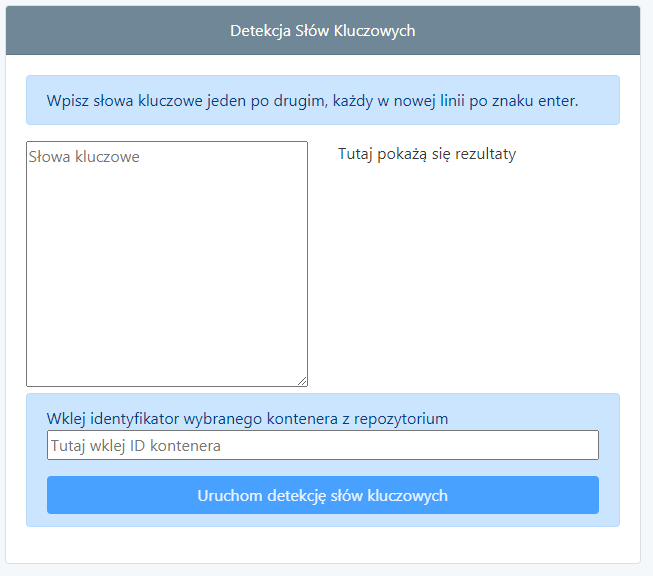 Detekcja Słów Kluczowych
Wpisz słowa kluczowe jeden po drugim, każdy w nowej linii po znaku enter.
Słowa kluczowe
Tutaj pokażą się rezultaty
Wklej identyfikator wybranego kontenera z repozytorium
Tutaj wklej ID kontenera
Uruchom detekcję słów kluczowych